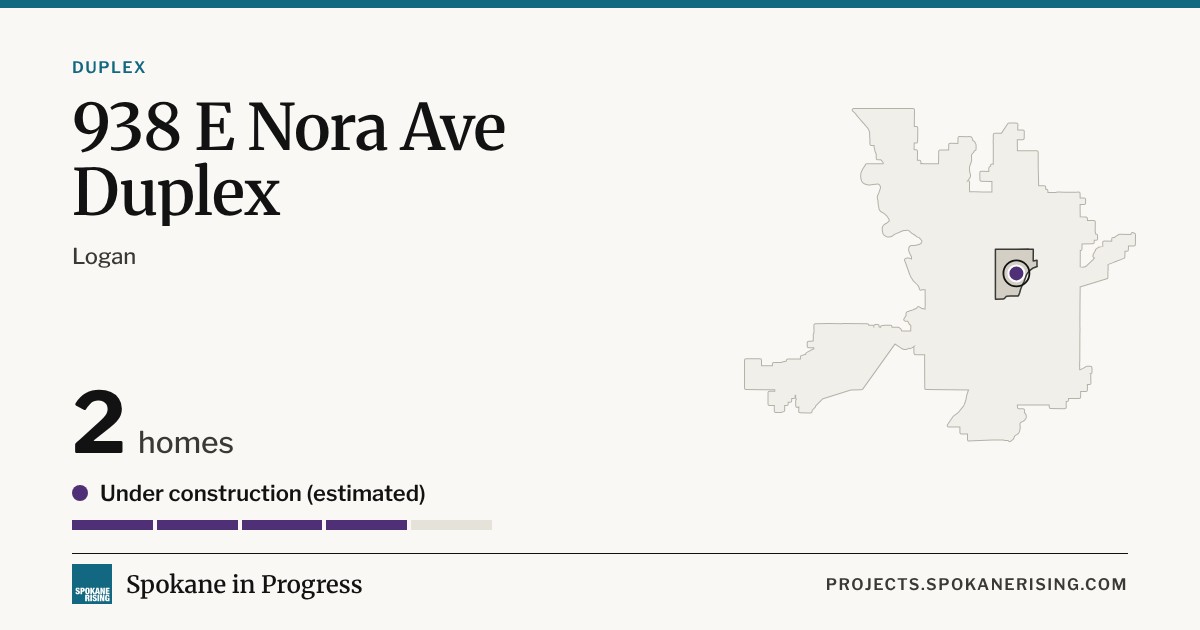 DUPLEX
938 E Nora Ave
Duplex
Logan
2 homes
Under construction (estimated)
SPOKANE
RISING
Spokane in Progress
PROJECTS.SPOKANERISING.COM